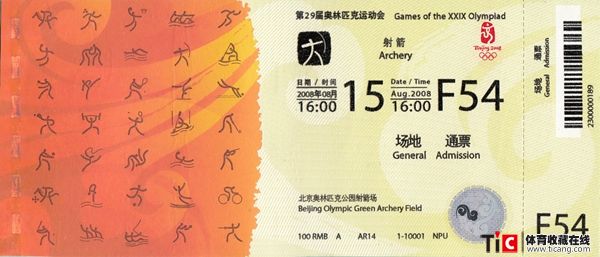 第29届奥林匹克运动会 Games of the XXIX Olympiad
射 箭
Archery
Beijing 2008
日期 / 时间
2008年08月
16:00
15
Date / Time
Aug.2008
16:00
F54
场地 通票
General Admission
北京奥林匹克公园射箭场
Beijing Olympic Green Archery Field
100 RMB A AR14 1-10001 NPU
场地 通票
General Admission
2300000189
F54
TiC 体育收藏在线
www.ticang.com